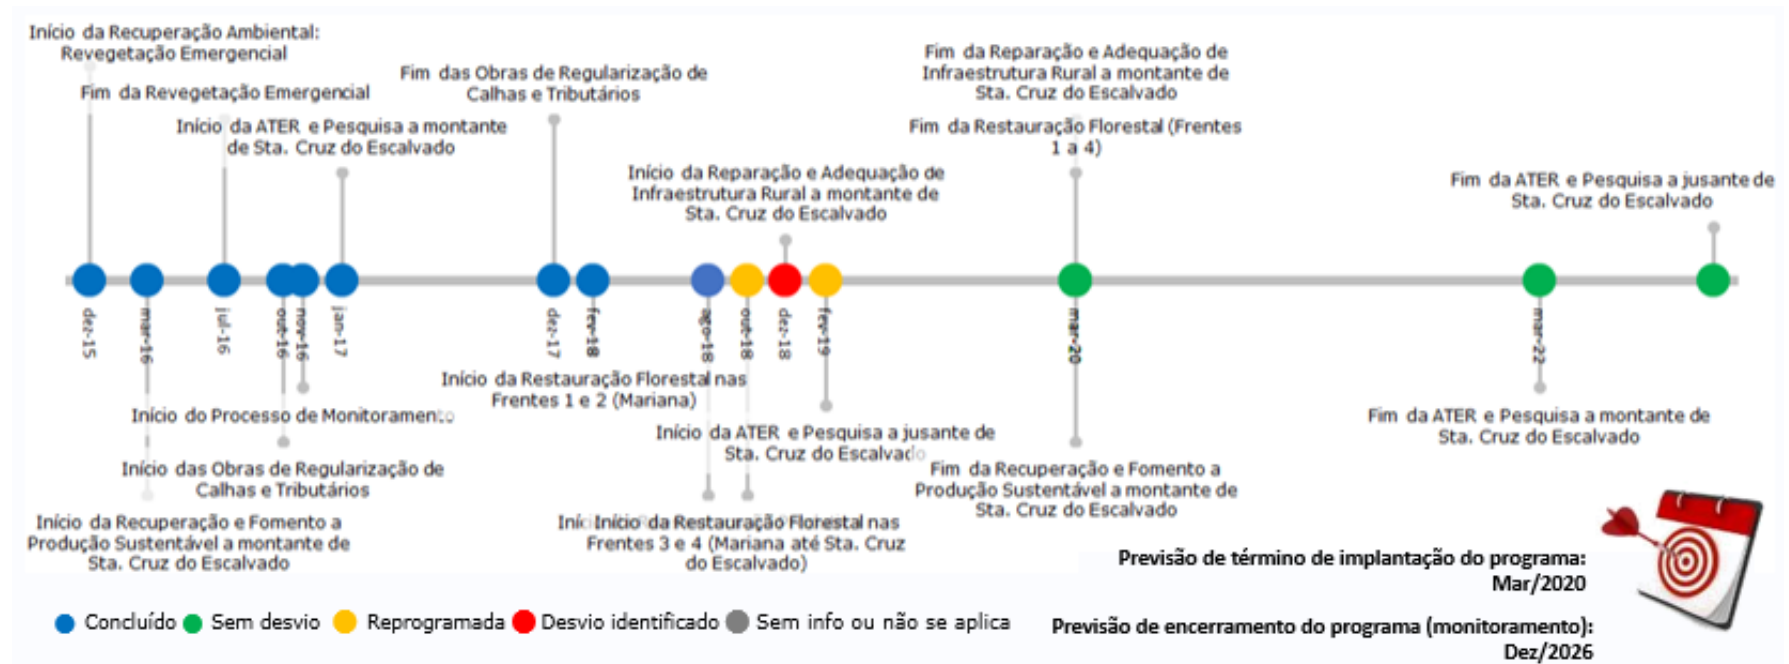 Início da Recuperação Ambiental:
Revegetação Emergencial
Fim da Revegetação Emergencial
Início da ATER e Pesquisa a montante
de Sta. Cruz do Escalvado
Fim das Obras de Regularização de
Calhas e Tributários
Início da Reparação e Adequação de
Infraestrutura Rural a montante de
Sta. Cruz do Escalvado
Fim da Reparação e Adequação de
Infraestrutura Rural a montante de
Sta. Cruz do Escalvado
Fim da Restauração Florestal (Frentes
1 a 4)
Fim da ATER e Pesquisa a jusante de
Sta. Cruz do Escalvado
dez-15
mar-16
jul-16
out-16
nov-16
jan-17
dez-17
fev-18
ago-18
out-18
dez-18
fev-19
mar-20
mar-22
Início da Restauração Florestal nas
Frentes 1 e 2 (Mariana)
Início do Processo de Monitoramento
Início da ATER e Pesquisa a jusante de
Sta. Cruz do Escalvado
Fim da ATER e Pesquisa a montante de
Sta. Cruz do Escalvado
Início das Obras de Regularização de
Calhas e Tributários
Fim da Recuperação e Fomento a
Produção Sustentável a montante de
Sta. Cruz do Escalvado
Início da Recuperação e Fomento a
Produção Sustentável a montante de
Sta. Cruz do Escalvado
Início da Restauração Florestal nas
Frentes 3 e 4 (Mariana até Sta. Cruz
do Escalvado)
Previsão de término de implantação do programa:
Mar/2020
Concluído
Sem desvio
Reprogramada
Desvio identificado
Sem info ou não se aplica
Previsão de encerramento do programa (monitoramento):
Dez/2026